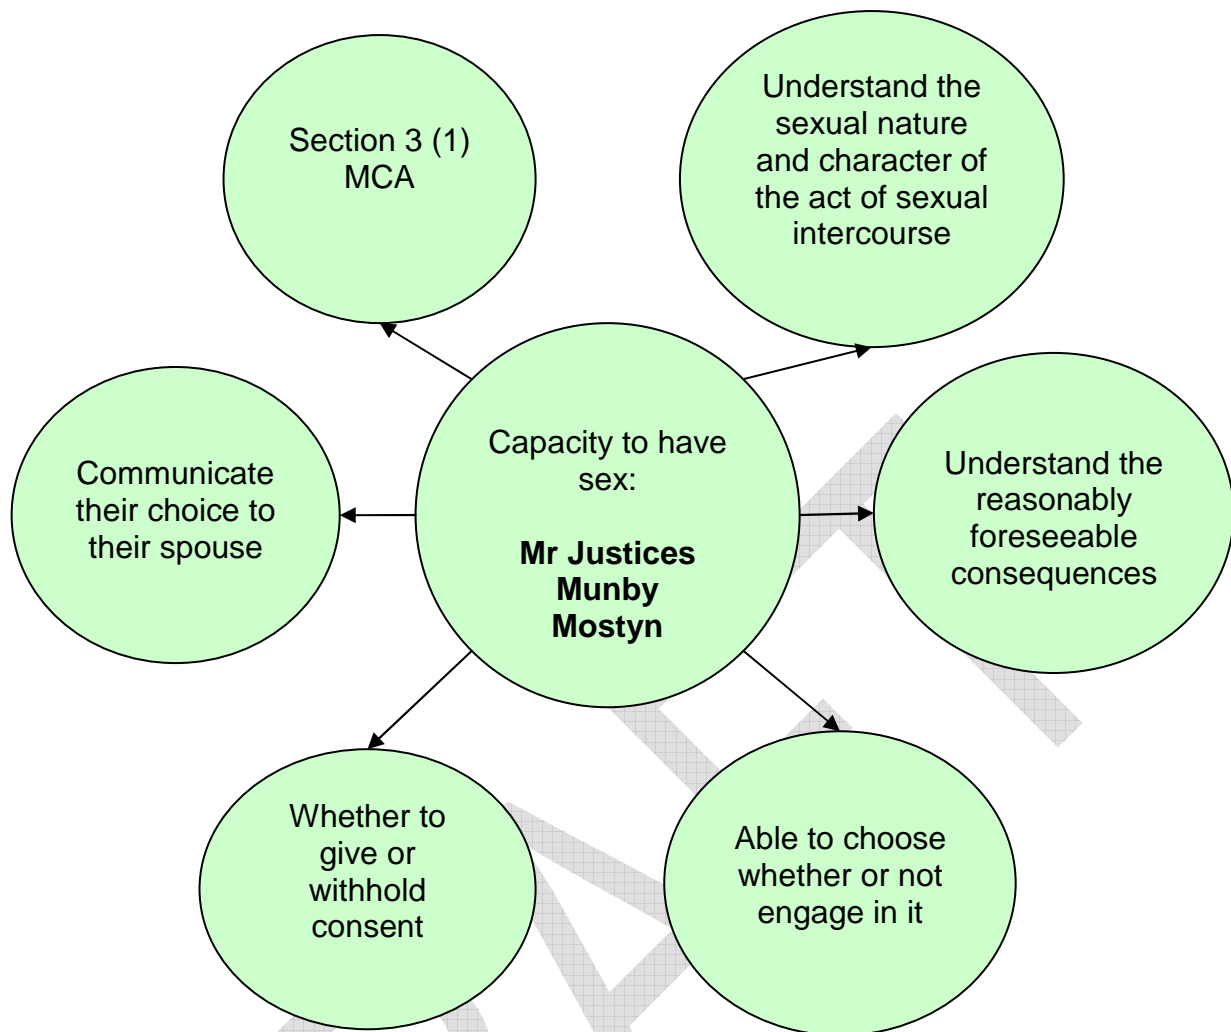 Section 3 (1)
MCA
Understand the
sexual nature
and character of
the act of sexual
intercourse
Communicate
their choice to
their spouse
Capacity to have
sex:
Mr Justices
Munby
Mostyn
Understand the
reasonably
foreseeable
consequences
Whether to
give or
withhold
consent
Able to choose
whether or not
engage in it